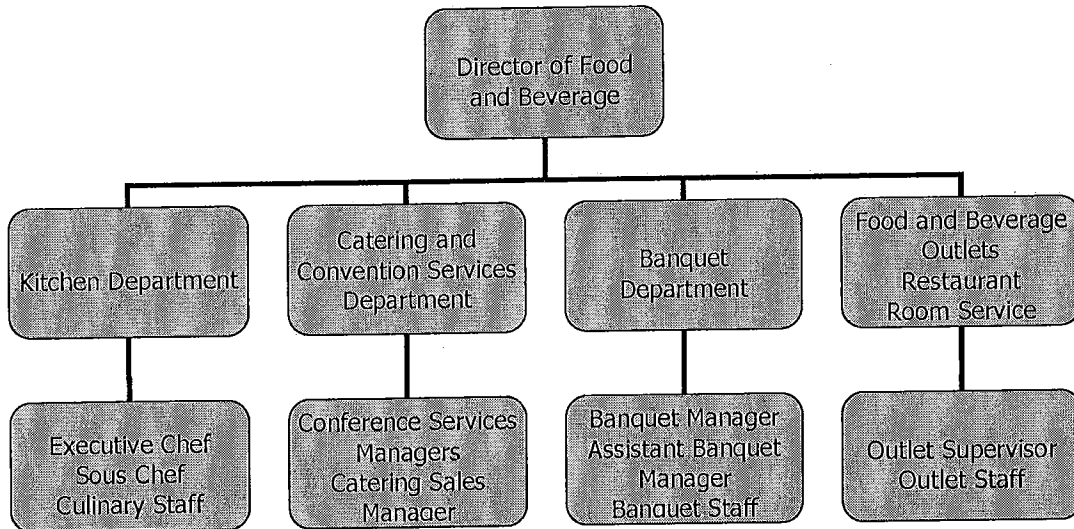 Director of Food
and Beverage
Kitchen Department
Catering and
Convention Services
Department
Banquet
Department
Food and Beverage
Outlets
Restaurant
Room Service
Executive Chef
Sous Chef
Culinary Staff
Conference Services
Managers
Catering Sales
Manager
Banquet Manager
Assistant Banquet
Manager
Banquet Staff
Outlet Supervisor
Outlet Staff